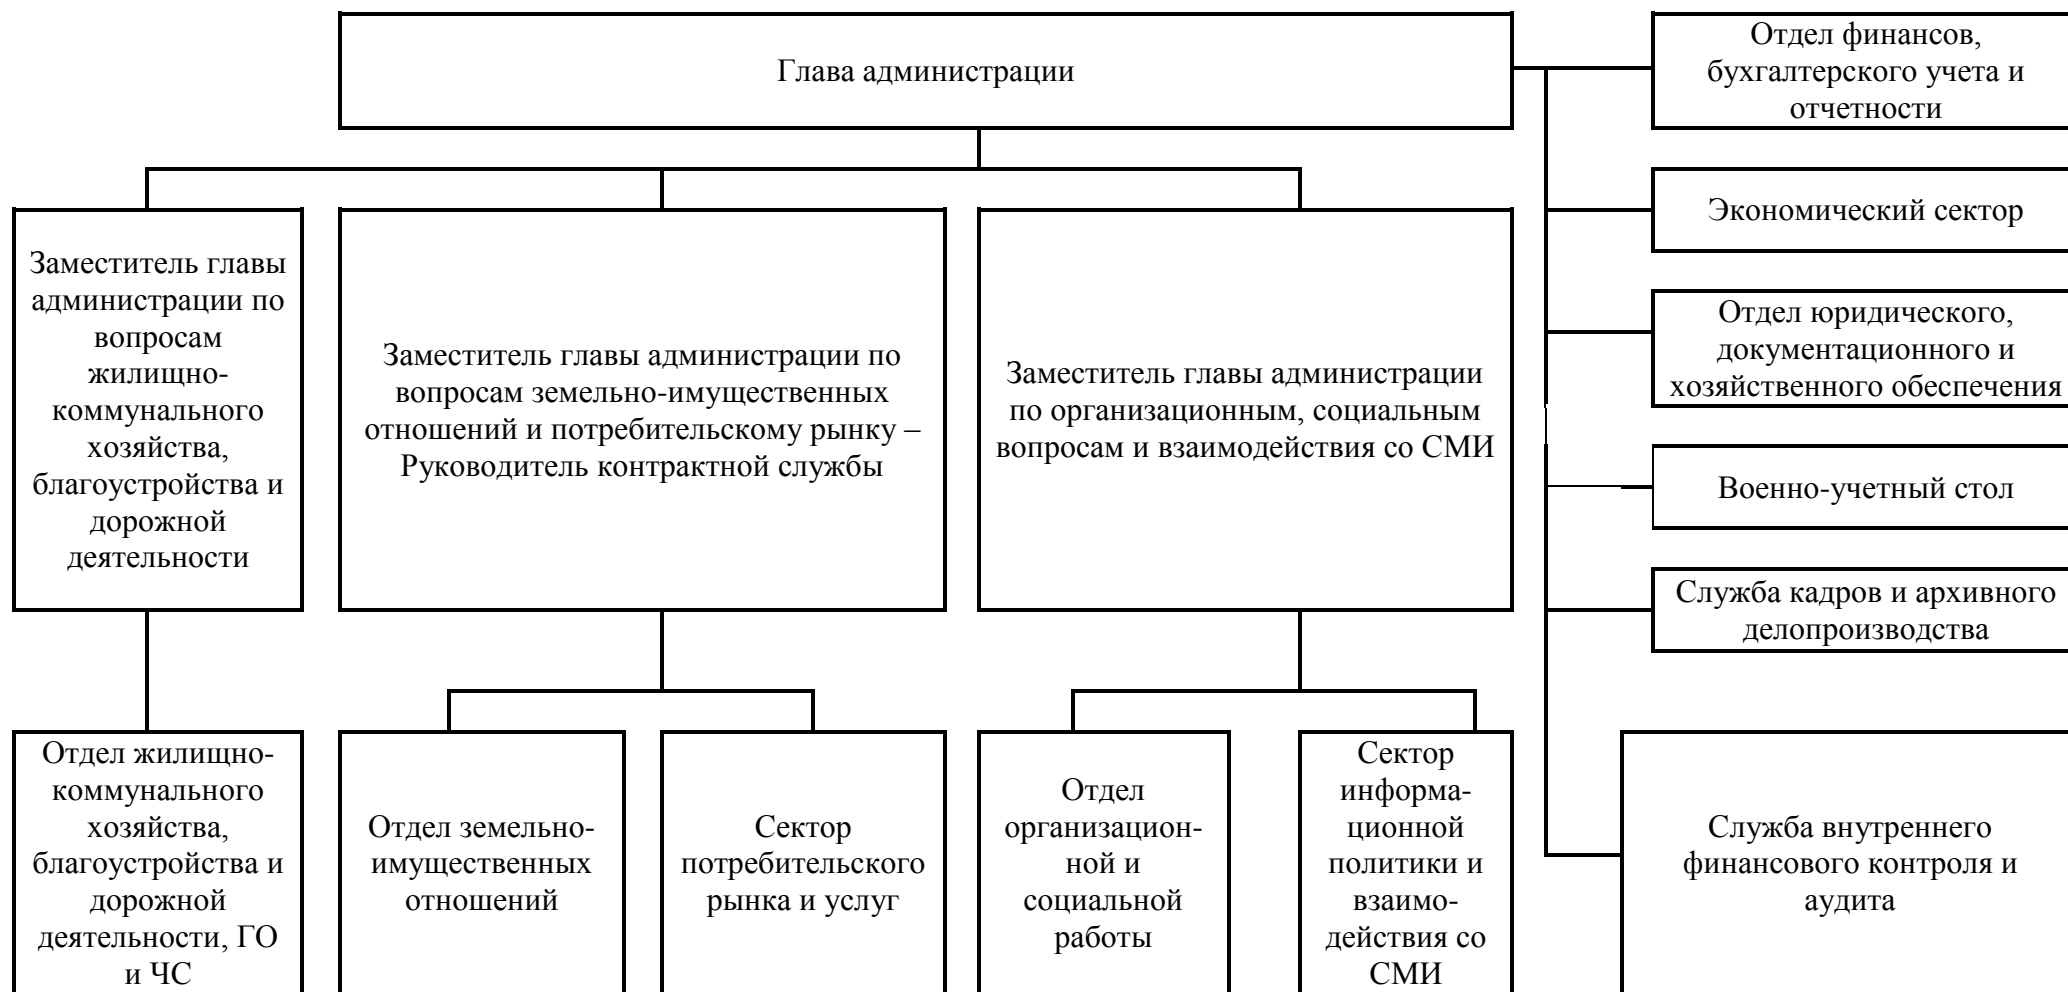 Глава администрации
Отдел финансов,
бухгалтерского учета и
отчетности
Экономический сектор
Отдел юридического,
документационного и
хозяйственного обеспечения
Военно-учетный стол
Служба кадров и архивного
делопроизводства
Заместитель главы
администрации по
вопросам
жилищно-
коммунального
хозяйства,
благоустройства и
дорожной
деятельности
Заместитель главы администрации по
вопросам земельно-имущественных
отношений и потребительскому рынку –
Руководитель контрактной службы
Заместитель главы администрации
по организационным, социальным
вопросам и взаимодействия со СМИ
Отдел жилищно-
коммунального
хозяйства,
благоустройства и
дорожной
деятельности, ГО
и ЧС
Отдел земельно-
имущественных
отношений
Сектор
потребительского
рынка и услуг
Отдел
организацион-
ной и
социальной
работы
Сектор
информа-
ционной
политики и
взаимо-
действия со
СМИ
Служба внутреннего
финансового контроля и
аудита